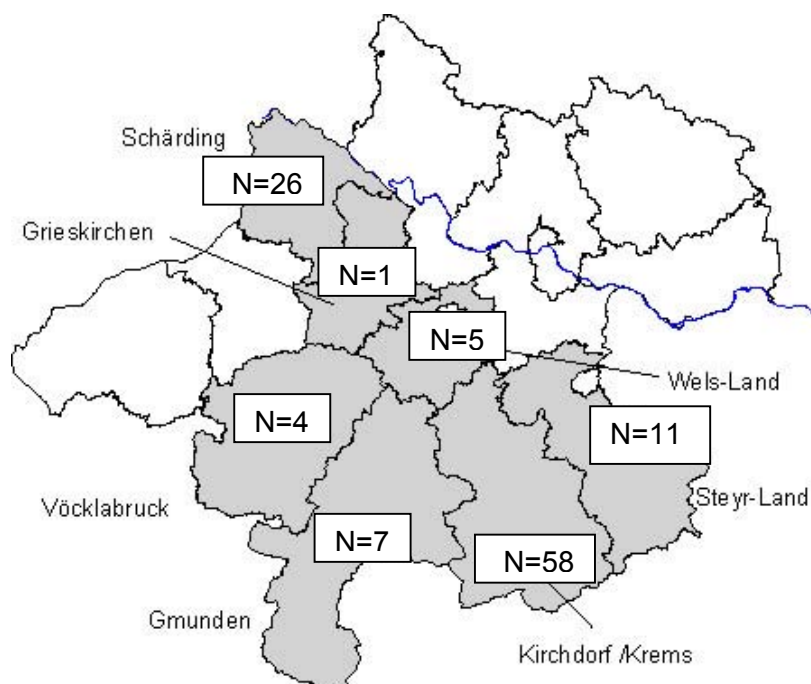 Schärding
N=26
Grieskirchen
N=1
N=5
Wels-Land
N=4
N=11
Vöcklabruck
Steyr-Land
N=7
N=58
Gmunden
Kirchdorf /Krems